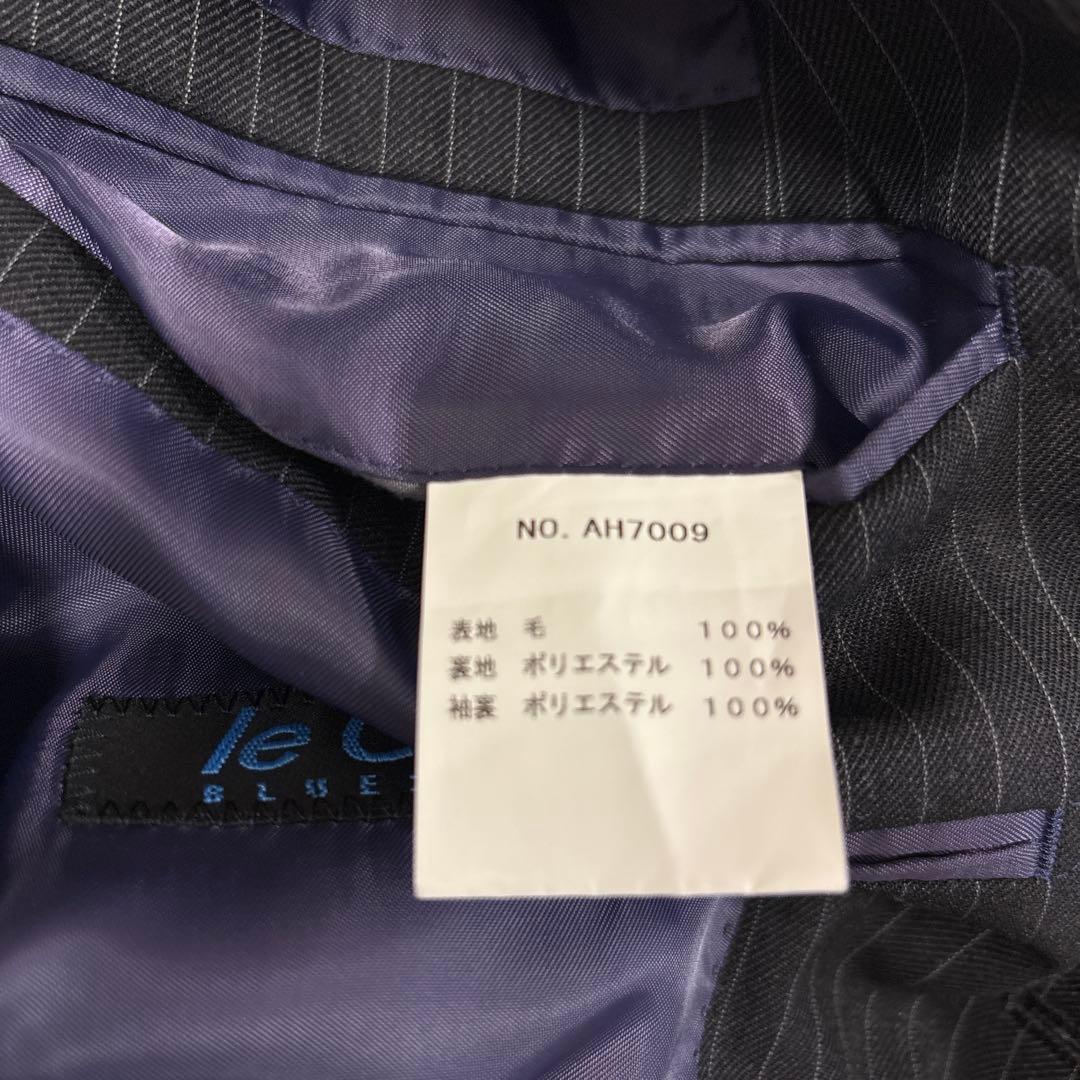 NO. AH7009
表地 毛 100%
裏地 ポリエステル 100%
袖裏 ポリエステル 100%
le